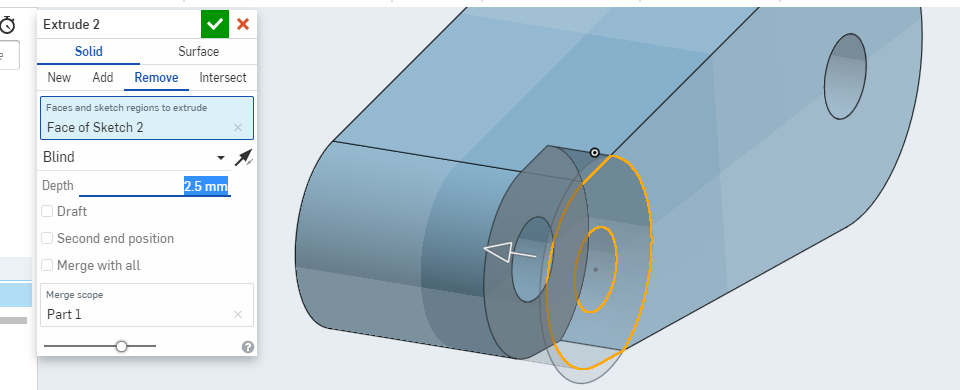 Extrude 2
Solid Surface
New Add Remove Intersect
Faces and sketch regions to extrude
Face of Sketch 2
Blind
Depth 2.5 mm
Draft
Second end position
Merge with all
Merge scope
Part 1